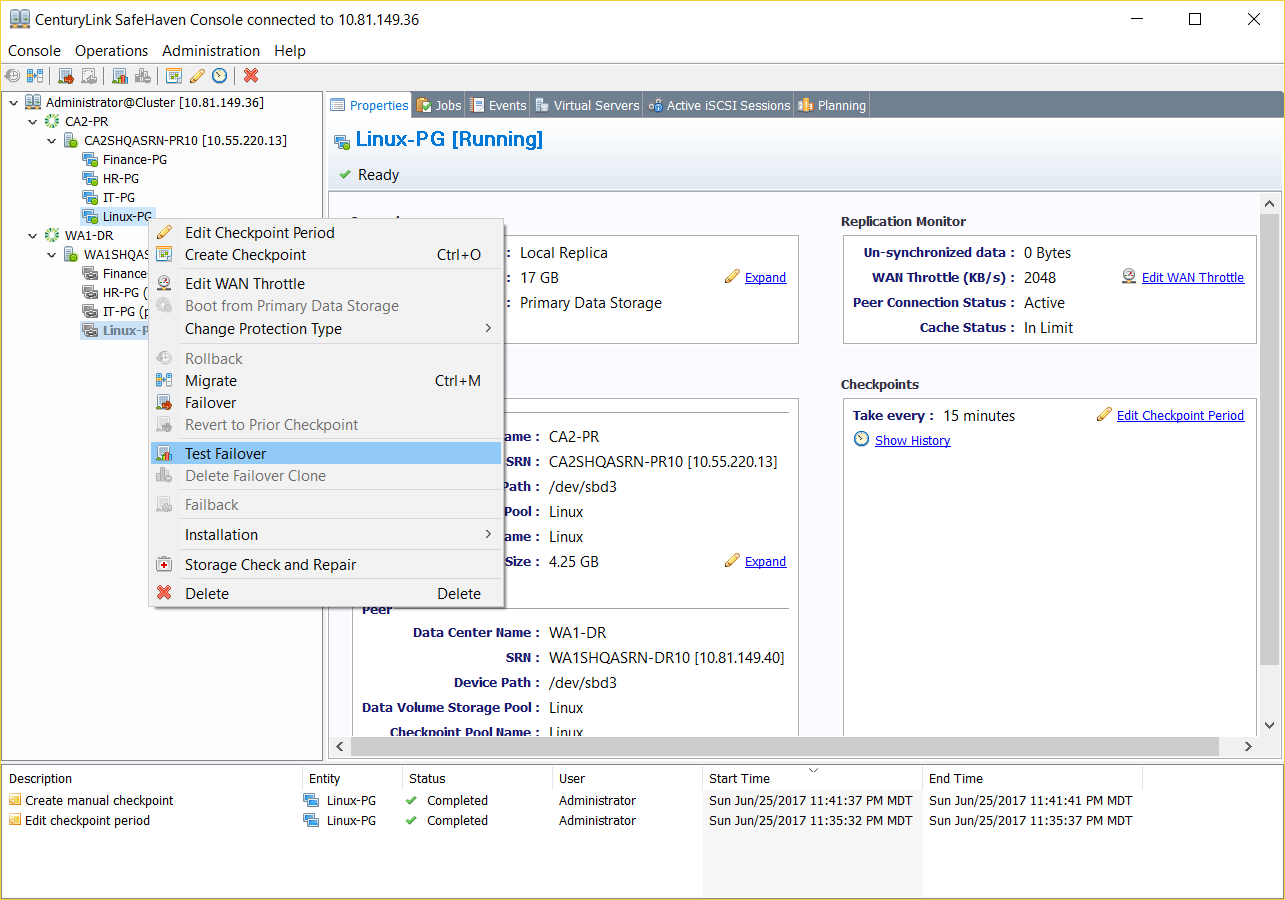 CenturyLink SafeHaven Console connected to 10.81.149.36
Console Operations Administration Help
Administrator@Cluster [10.81.149.36]
CA2-PR
CA2SHQASRN-PR10 [10.55.220.13]
Finance-PG
HR-PG
IT-PG
Linux-PG
WA1-DR
WA1SHQAS
Finance
HR-PG (
IT-PG (p
Linux-P
Edit Checkpoint Period
Create Checkpoint Ctrl+O
Edit WAN Throttle
Boot from Primary Data Storage
Change Protection Type
Rollback
Migrate Ctrl+M
Failover
Revert to Prior Checkpoint
Test Failover
Delete Failover Clone
Failback
Installation
Storage Check and Repair
Delete Delete
Properties Jobs Events Virtual Servers Active iSCSI Sessions Planning
Linux-PG [Running]
Ready
: Local Replica
: 17 GB Expand
: Primary Data Storage
ame : CA2-PR
SRN : CA2SHQASRN-PR10 [10.55.220.13]
Path : /dev/sbd3
Pool : Linux
ame : Linux
Size : 4.25 GB Expand
Peer
Data Center Name : WA1-DR
SRN : WA1SHQASRN-DR10 [10.81.149.40]
Device Path : /dev/sbd3
Data Volume Storage Pool : Linux
Checkpoint Pool Name : Linux
Replication Monitor
Un-synchronized data : 0 Bytes
WAN Throttle (KB/s) : 2048 Edit WAN Throttle
Peer Connection Status : Active
Cache Status : In Limit
Checkpoints
Take every : 15 minutes Edit Checkpoint Period
Show History
Description Entity Status User Start Time End Time
Create manual checkpoint Linux-PG Completed Administrator Sun Jun/25/2017 11:41:37 PM MDT Sun Jun/25/2017 11:41:41 PM MDT
Edit checkpoint period Linux-PG Completed Administrator Sun Jun/25/2017 11:35:32 PM MDT Sun Jun/25/2017 11:35:37 PM MDT